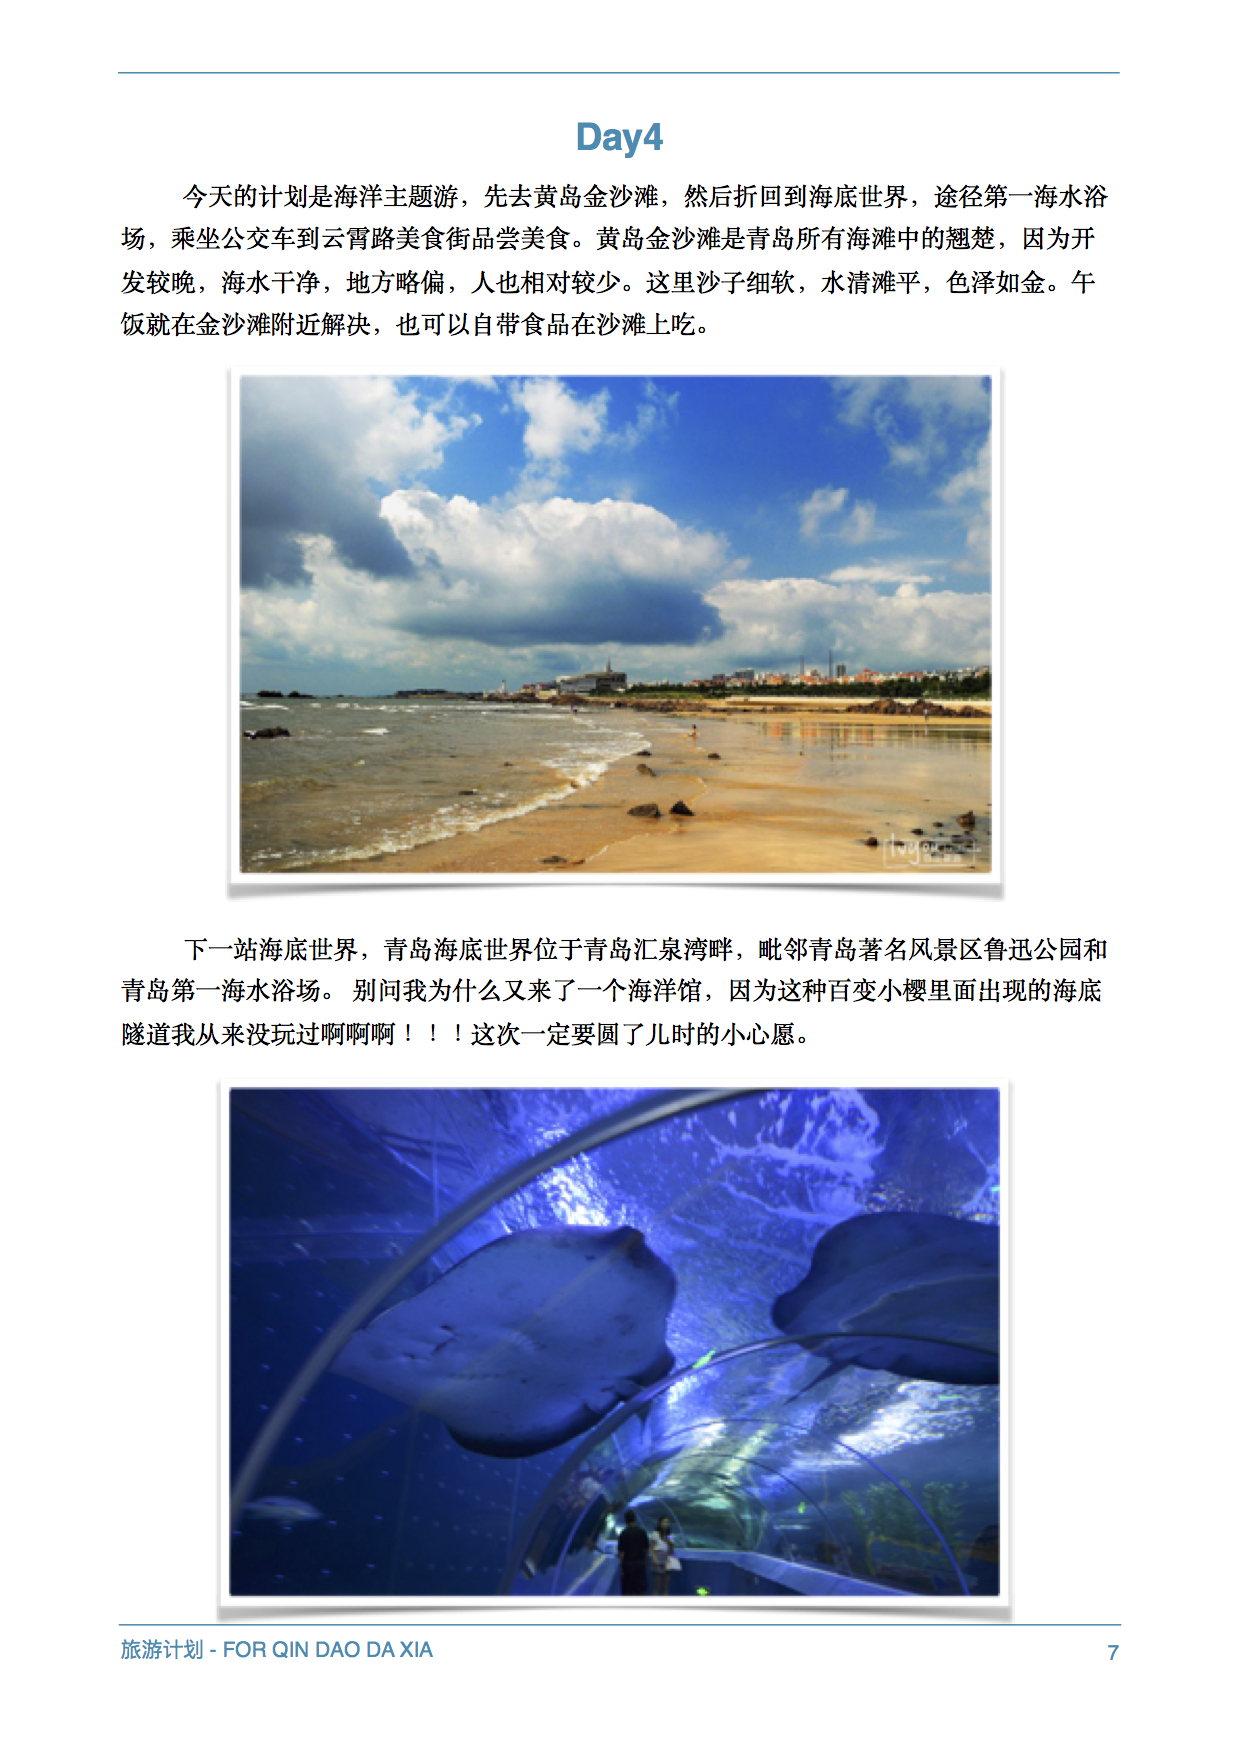 Day4
今天的计划是海洋主题游，先去黄岛金沙滩，然后折回到海底世界，途径第一海水浴
场，乘坐公交车到云霄路美食街品尝美食。黄岛金沙滩是青岛所有海滩中的翘楚，因为开
发较晚，海水干净，地方略偏，人也相对较少。这里沙子细软，水清滩平，色泽如金。午
饭就在金沙滩附近解决，也可以自带食品在沙滩上吃。
下一站海底世界，青岛海底世界位于青岛汇泉湾畔，毗邻青岛著名风景区鲁迅公园和
青岛第一海水浴场。 别问我为什么又来了一个海洋馆，因为这种百变小樱里面出现的海底
隧道我从来没玩过啊啊啊！！！这次一定要圆了儿时的小心愿。
旅游计划 - FOR QIN DAO DA XIA
7